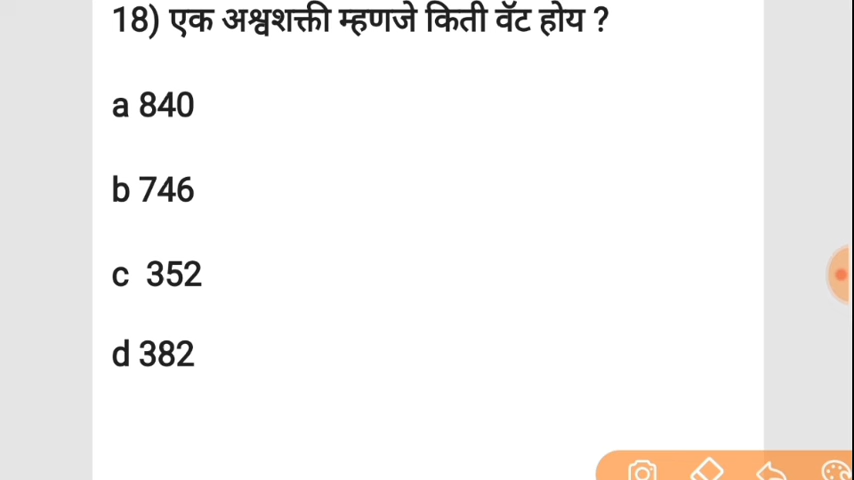 18) एक अश्वशक्ती म्हणजे किती वॅट होय ?
a 840
b 746
c 352
d 382